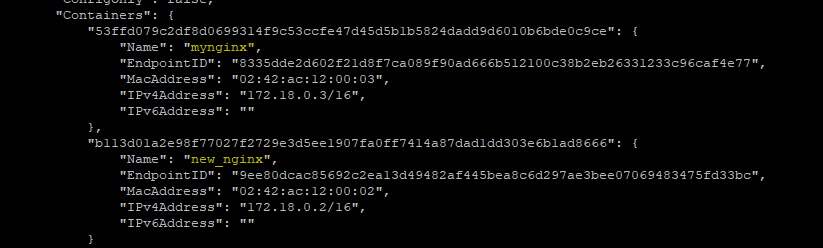 "ConfigOnly": false,
"Containers": {
"53ffd079c2df8d0699314f9c53ccfe47d45d5b1b5824dadd9d6010b6bde0c9ce": {
"Name": "mynginx",
"EndpointID": "8335dde2d602f21d8f7ca089f90ad666b512100c38b2eb26331233c96caf4e77",
"MacAddress": "02:42:ac:12:00:03",
"IPv4Address": "172.18.0.3/16",
"IPv6Address": ""
},
"b113d01a2e98f77027f2729e3d5ee1907fa0ff7414a87dad1dd303e6b1ad8666": {
"Name": "new_nginx",
"EndpointID": "9ee80dcac85692c2ea13d49482af445bea8c6d297ae3bee07069483475fd33bc",
"MacAddress": "02:42:ac:12:00:02",
"IPv4Address": "172.18.0.2/16",
"IPv6Address": ""
}